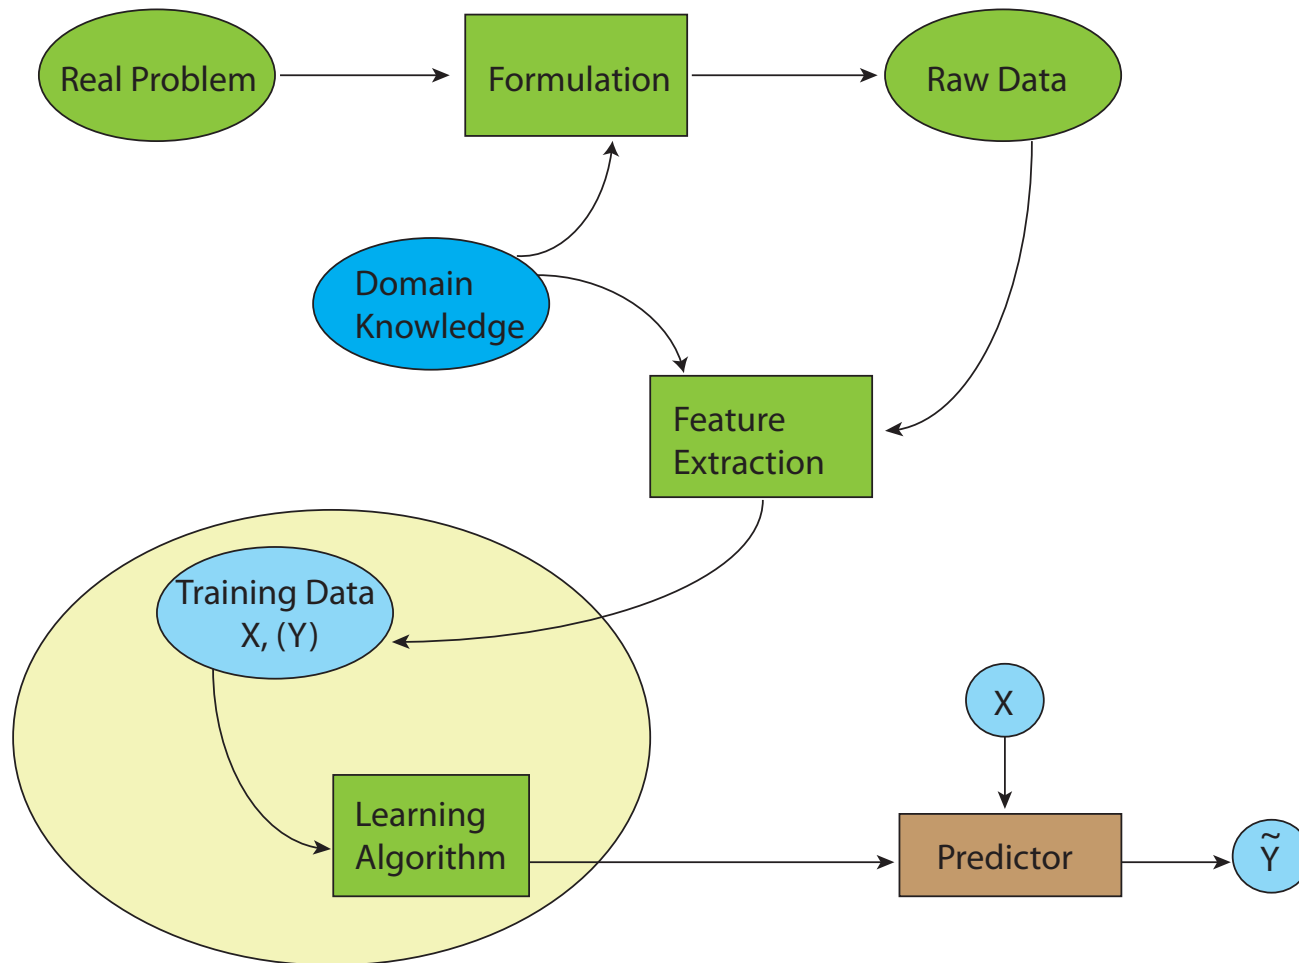 Real Problem
Formulation
Raw Data
Domain
Knowledge
Feature
Extraction
Training Data
X, (Y)
Learning
Algorithm
X
Predictor
Ỹ